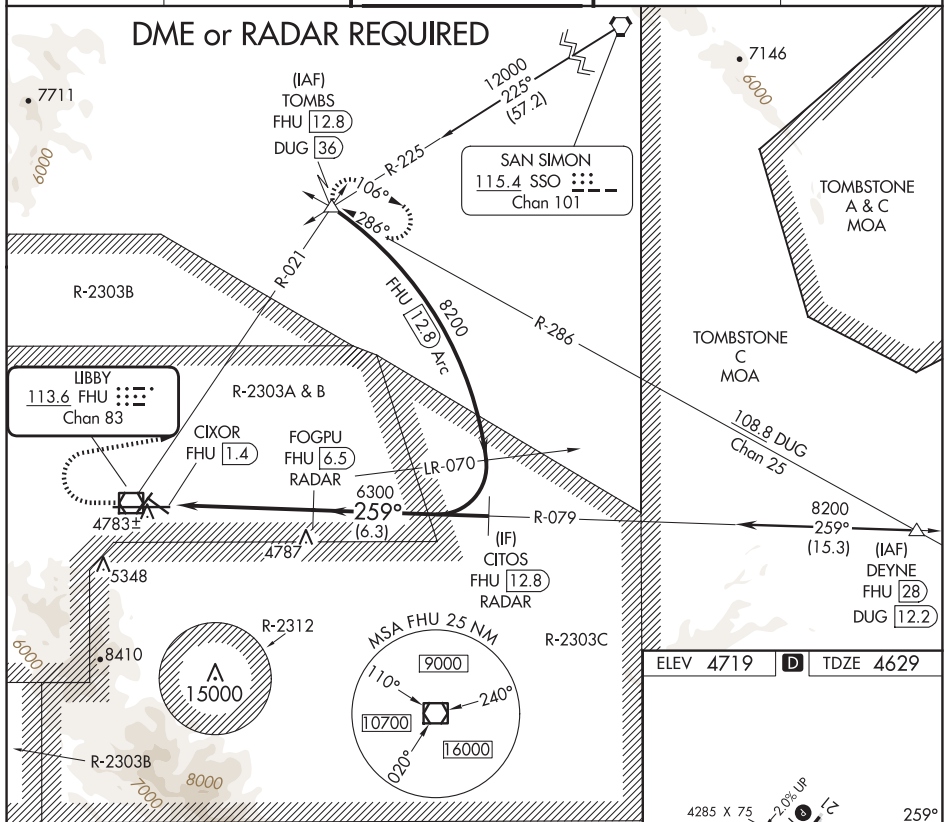 DME or RADAR REQUIRED
7711
6000
(IAF)
TOMBS
FHU 12.8
DUG 36
12000
225°
(57.2)
R-225
SAN SIMON
115.4 SSO
Chan 101
7146
6000
TOMBSTONE
A & C
MOA
106°
286°
R-021
FHU 12.8 Arc
8200
R-286
R-2303B
TOMBSTONE
C
MOA
108.8 DUG
Chan 25
LIBBY
113.6 FHU
Chan 83
R-2303A & B
CIXOR
FHU 1.4
FOGPU
FHU 6.5
RADAR
LR-070
6300
259°
(6.3)
R-079
8200
259°
(15.3)
(IAF)
DEYNE
FHU 28
DUG 12.2
4783±
4787
5348
(IF)
CITOS
FHU 12.8
RADAR
6000
8410
R-2312
15000
R-2303C
MSA FHU 25 NM
9000
110°
240°
10700
16000
020°
R-2303B
8000
7000
ELEV 4719
D
TDZE 4629
4285 X 75
2.0% UP
P
21
259°